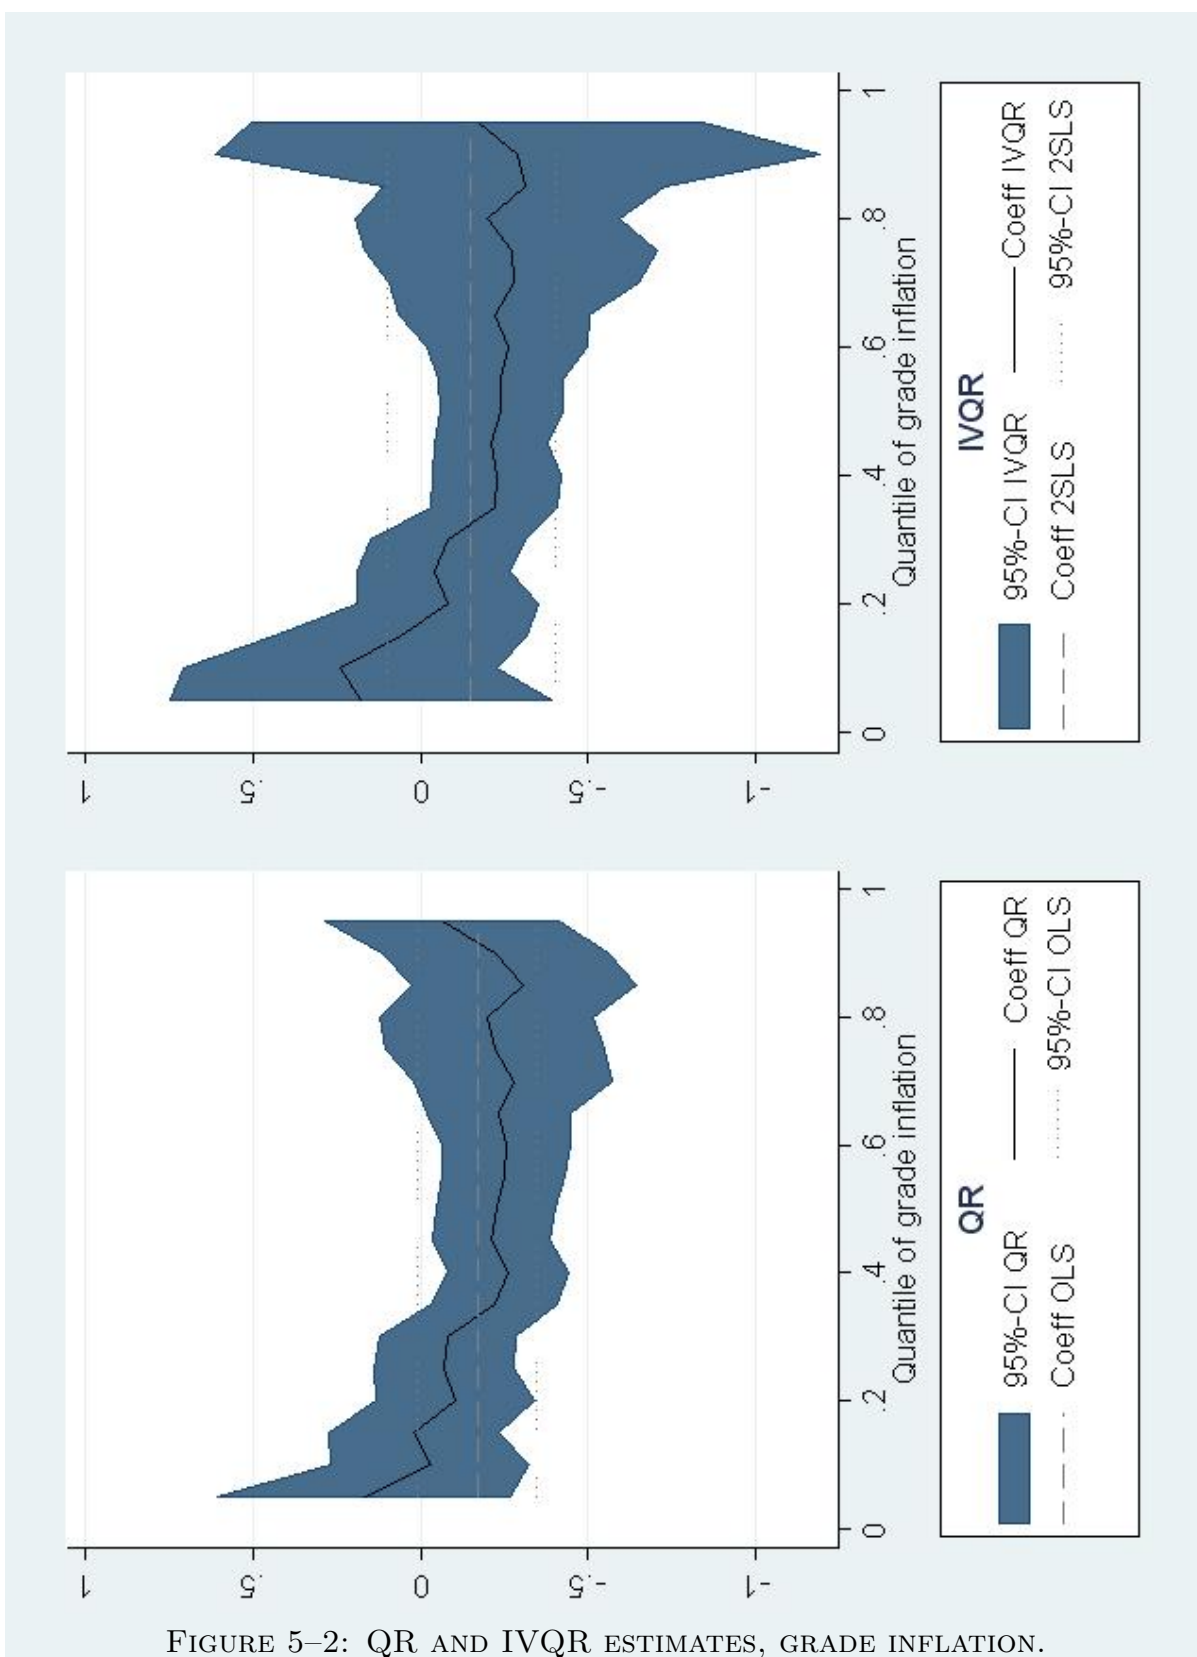 1
.5
0
-.5
-1
0
.2
.4
.6
.8
1
Quantile of grade inflation
QR
95%-CI QR
Coeff QR
Coeff OLS
95%-CI OLS
1
.5
0
-.5
-1
0
.2
.4
.6
.8
1
Quantile of grade inflation
IVQR
95%-CI IVQR
Coeff IVQR
Coeff 2SLS
95%-CI 2SLS
FIGURE 5–2: QR AND IVQR ESTIMATES, GRADE INFLATION.